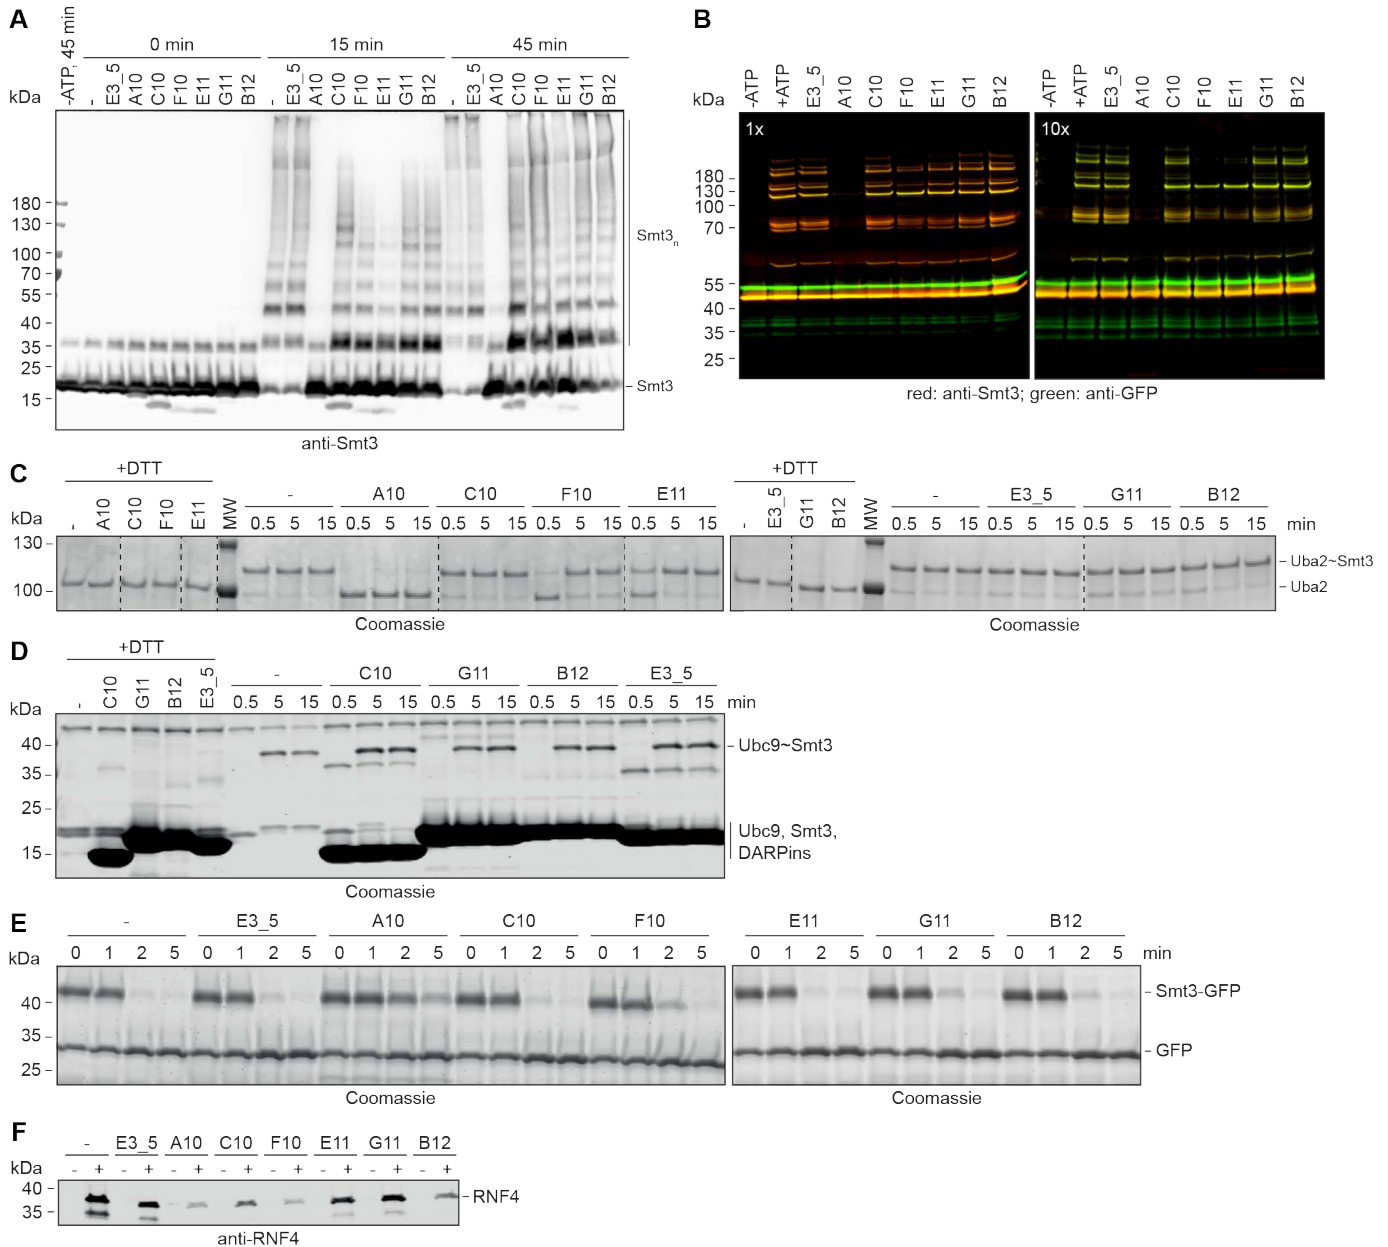 A
-ATP, 45 min
0 min
15 min
45 min
- E3_5 A10 C10 F10 E11 G11 B12
- E3_5 A10 C10 F10 E11 G11 B12
- E3_5 A10 C10 F10 E11 G11 B12
kDa
180
130
100
70
55
40
35
25
15
Smt3n
Smt3
anti-Smt3
B
-ATP +ATP E3_5 A10 C10 F10 E11 G11 B12
-ATP +ATP E3_5 A10 C10 F10 E11 G11 B12
kDa
1x
10x
180
130
100
70
55
40
35
25
red: anti-Smt3; green: anti-GFP
C
+DTT
- A10 C10 F10 E11 MW
- A10 C10 F10 E11
0.5 5 15 0.5 5 15 0.5 5 15 0.5 5 15 0.5 5 15
kDa
130
100
Coomassie
+DTT
- E3_5 G11 B12 MW
- E3_5 G11 B12
0.5 5 15 0.5 5 15 0.5 5 15 0.5 5 15 min
Uba2~Smt3
Uba2
Coomassie
D
+DTT
- C10 G11 B12 E3_5
- C10 G11 B12 E3_5
0.5 5 15 0.5 5 15 0.5 5 15 0.5 5 15 0.5 5 15 min
kDa
40
35
25
15
Ubc9~Smt3
Ubc9, Smt3,
DARPins
Coomassie
E
- E3_5 A10 C10 F10
0 1 2 5 0 1 2 5 0 1 2 5 0 1 2 5 0 1 2 5
E11 G11 B12
0 1 2 5 0 1 2 5 0 1 2 5 min
kDa
40
35
25
Smt3-GFP
GFP
Coomassie
Coomassie
F
- E3_5 A10 C10 F10 E11 G11 B12
kDa - + - + - + - + - + - + - + - +
40
35
RNF4
anti-RNF4